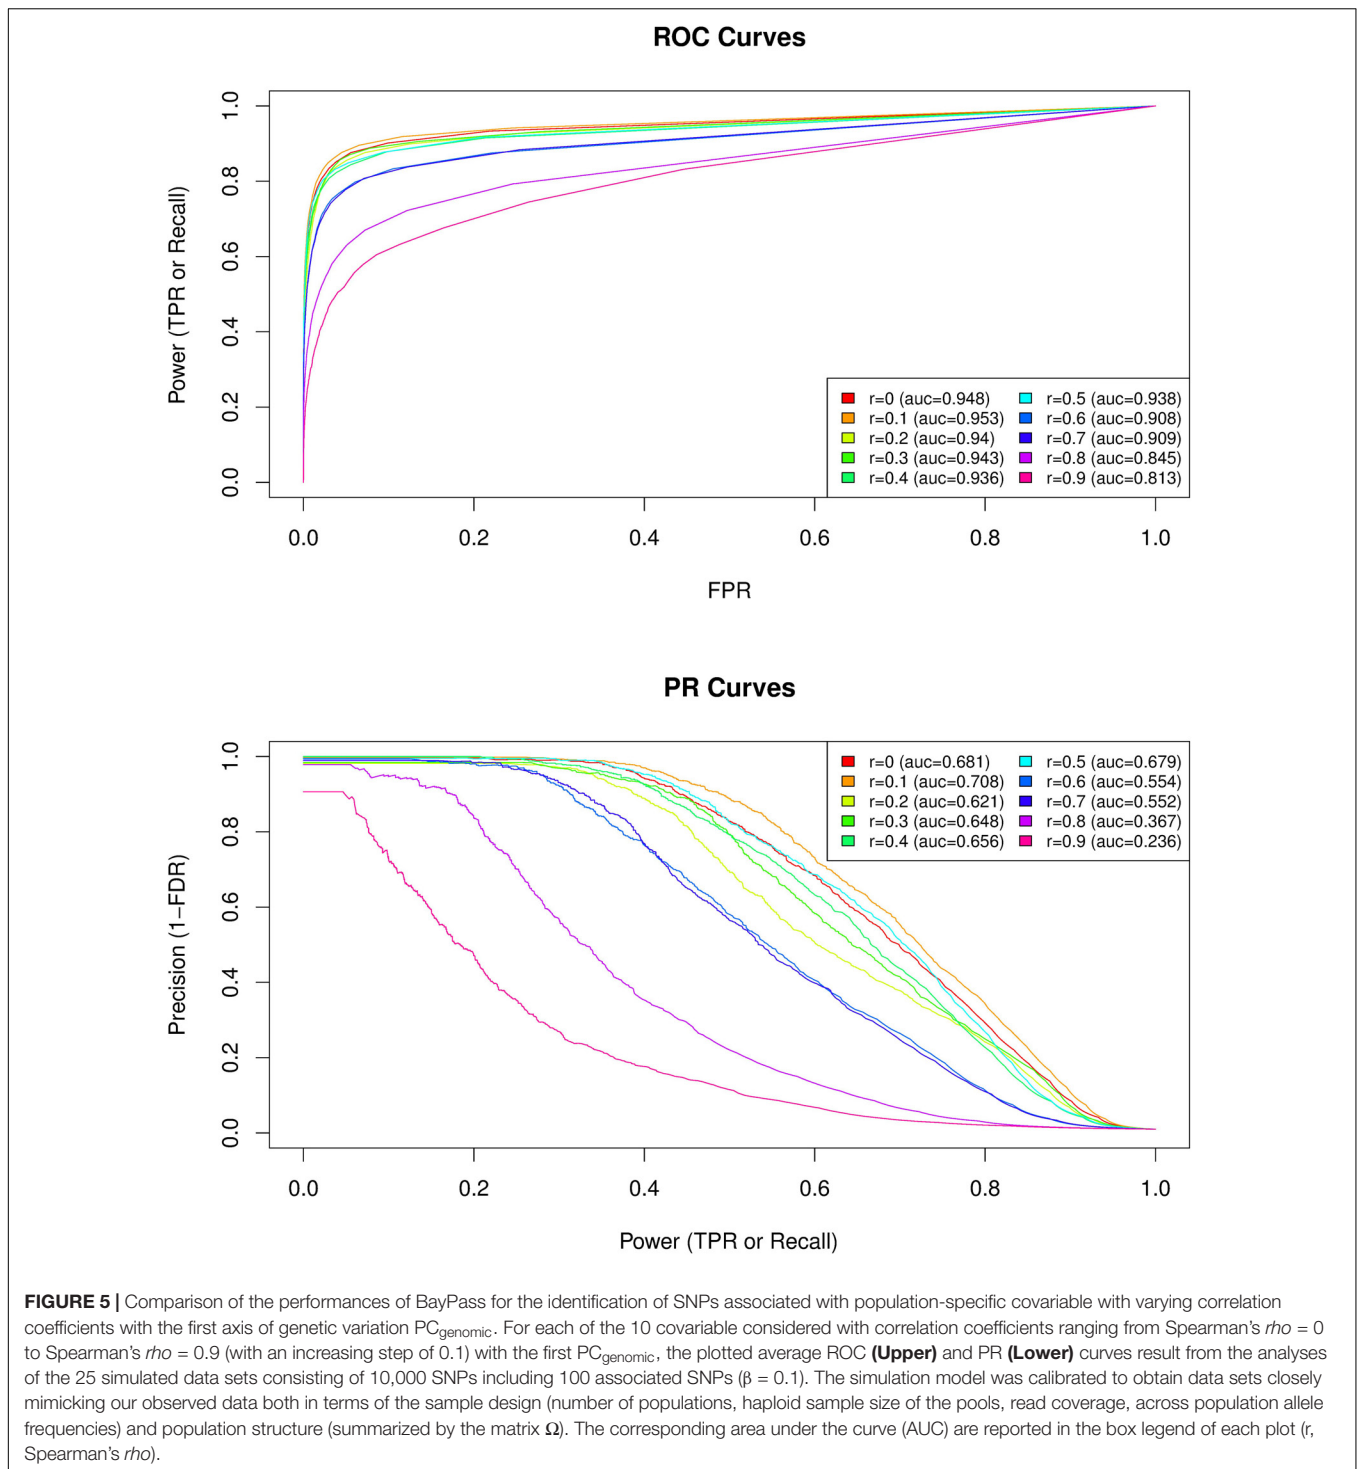 ROC Curves
1.0
0.8
0.6
0.4
0.2
0.0
Power (TPR or Recall)
r=0 (auc=0.948)
r=0.1 (auc=0.953)
r=0.2 (auc=0.94)
r=0.3 (auc=0.943)
r=0.4 (auc=0.936)
r=0.5 (auc=0.938)
r=0.6 (auc=0.908)
r=0.7 (auc=0.909)
r=0.8 (auc=0.845)
r=0.9 (auc=0.813)
0.0 0.2 0.4 0.6 0.8 1.0
FPR
PR Curves
1.0
0.8
0.6
0.4
0.2
0.0
Precision (1−FDR)
r=0 (auc=0.681)
r=0.1 (auc=0.708)
r=0.2 (auc=0.621)
r=0.3 (auc=0.648)
r=0.4 (auc=0.656)
r=0.5 (auc=0.679)
r=0.6 (auc=0.554)
r=0.7 (auc=0.552)
r=0.8 (auc=0.367)
r=0.9 (auc=0.236)
0.0 0.2 0.4 0.6 0.8 1.0
Power (TPR or Recall)
FIGURE 5 | Comparison of the performances of BayPass for the identification of SNPs associated with population-specific covariable with varying correlation
coefficients with the first axis of genetic variation PCgenomic. For each of the 10 covariable considered with correlation coefficients ranging from Spearman's rho = 0
to Spearman's rho = 0.9 (with an increasing step of 0.1) with the first PCgenomic, the plotted average ROC (Upper) and PR (Lower) curves result from the analyses
of the 25 simulated data sets consisting of 10,000 SNPs including 100 associated SNPs (β = 0.1). The simulation model was calibrated to obtain data sets closely
mimicking our observed data both in terms of the sample design (number of populations, haploid sample size of the pools, read coverage, across population allele
frequencies) and population structure (summarized by the matrix Ω). The corresponding area under the curve (AUC) are reported in the box legend of each plot (r,
Spearman's rho).